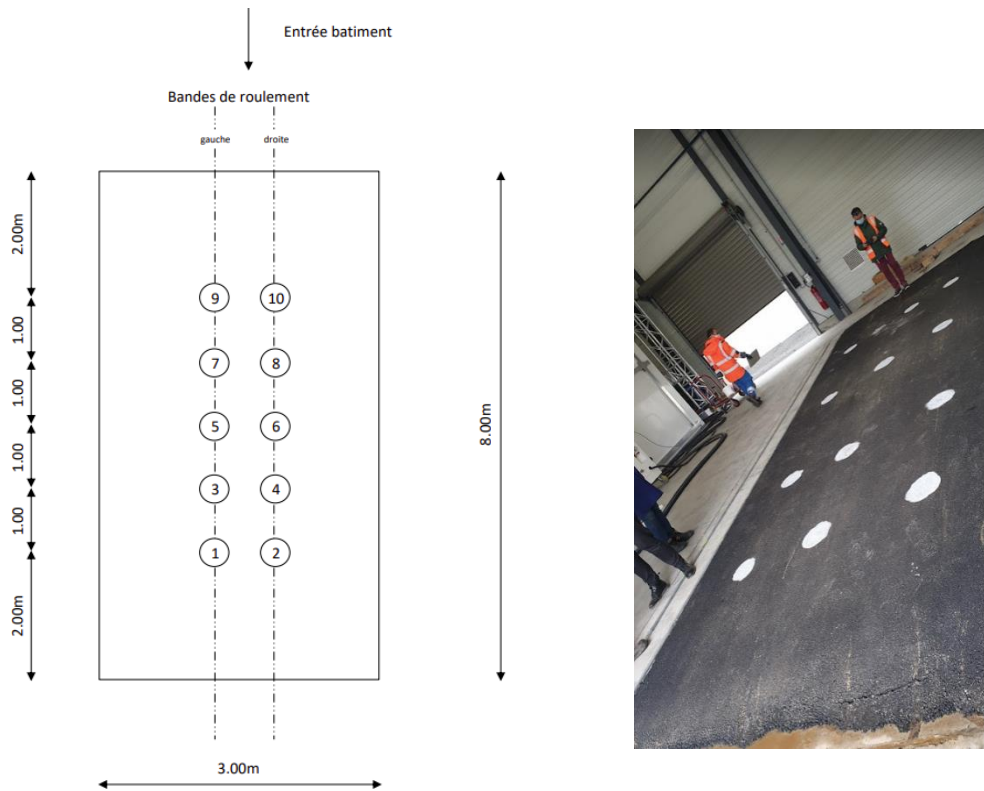 Entrée batiment
Bandes de roulement
gauche droite
2.00m
9 10
1.00
7 8
1.00
5 6
8.00m
1.00
3 4
1.00
1 2
2.00m
3.00m